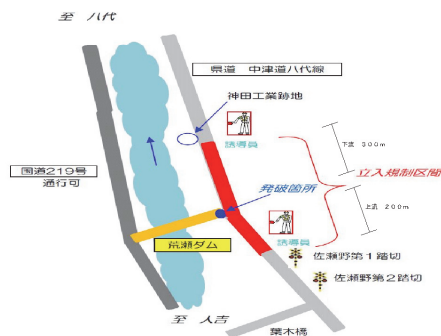 至 八代
県道 中津道八代線
神田工業跡地
誘導員
下流 300m
立入規制区間
国道219号
通行可
発破箇所
上流 200m
荒瀬ダム
誘導員
佐瀬野第1踏切
佐瀬野第2踏切
至 人吉
葉木橋